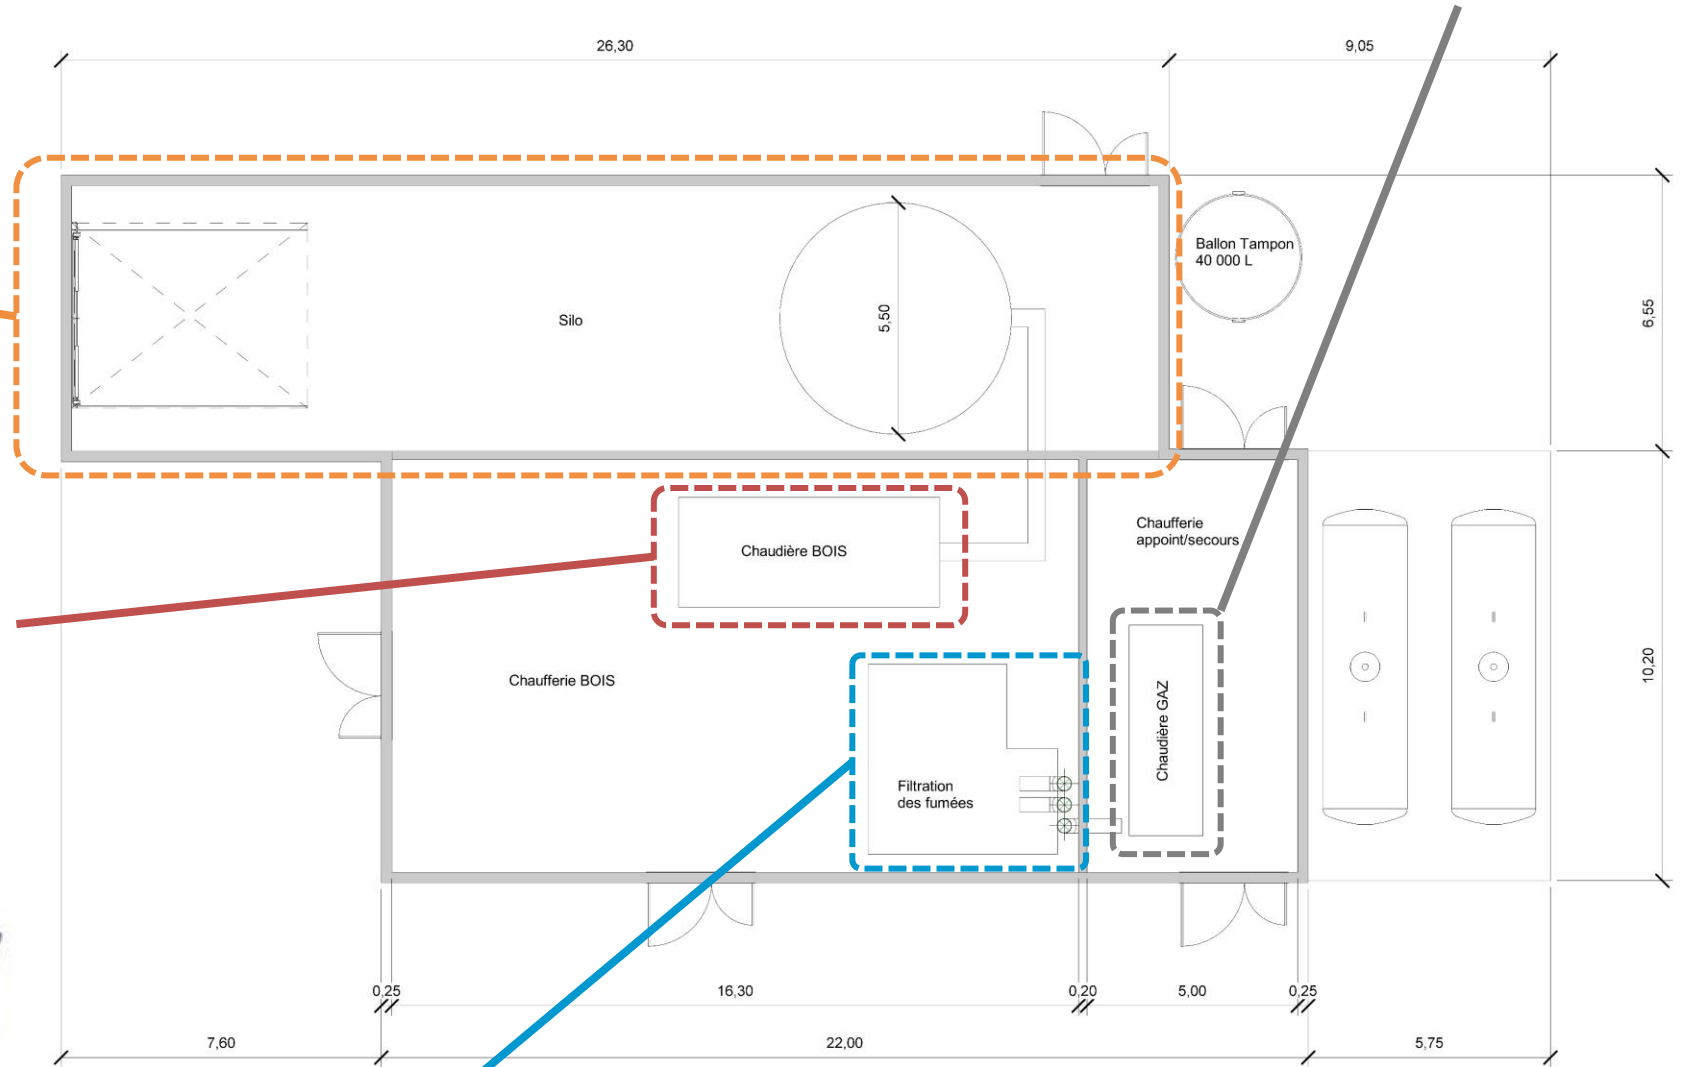 26,30
9,05
Ballon Tampon
40 000 L
6,55
5,50
Silo
Chaufferie
appoint/secours
Chaudière BOIS
Chaufferie BOIS
10,20
Chaudière GAZ
Filtration
des fumées
0,25
16,30
0,20
5,00
0,25
7,60
22,00
5,75